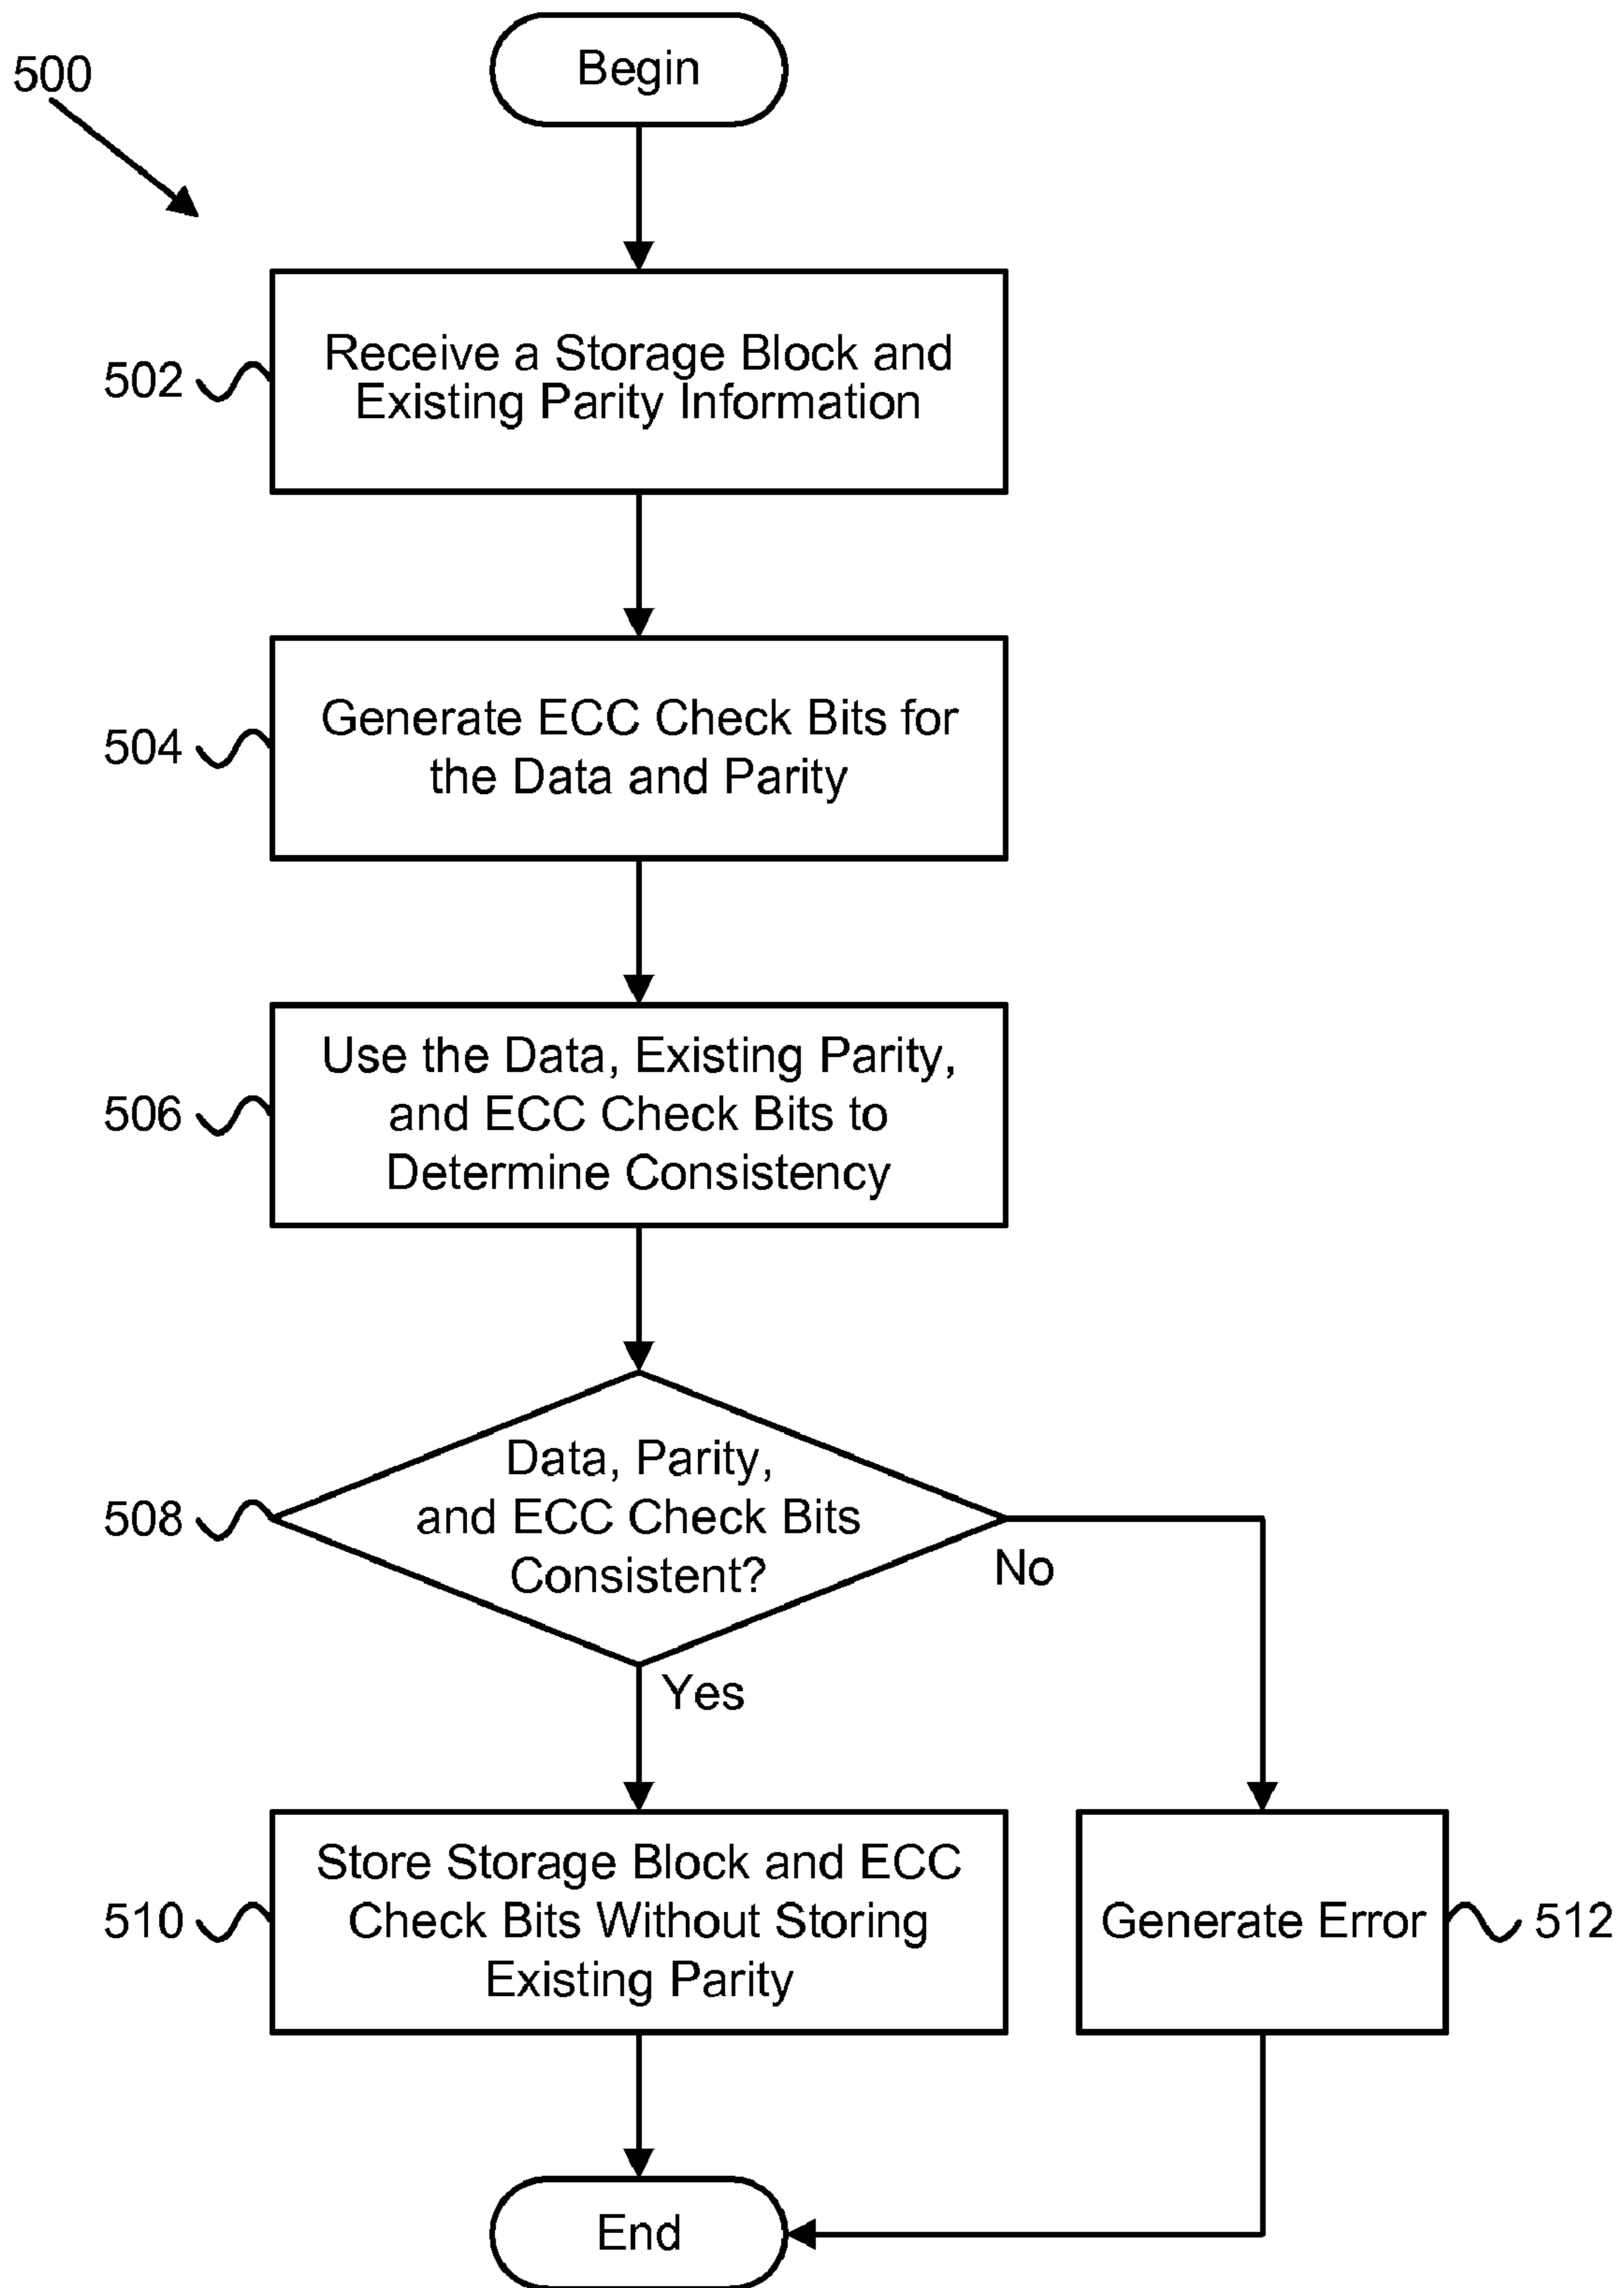 Begin
500
502
Receive a Storage Block and
Existing Parity Information
504
Generate ECC Check Bits for
the Data and Parity
506
Use the Data, Existing Parity,
and ECC Check Bits to
Determine Consistency
508
Data, Parity,
and ECC Check Bits
Consistent?
No
Yes
510
Store Storage Block and ECC
Check Bits Without Storing
Existing Parity
Generate Error
512
End